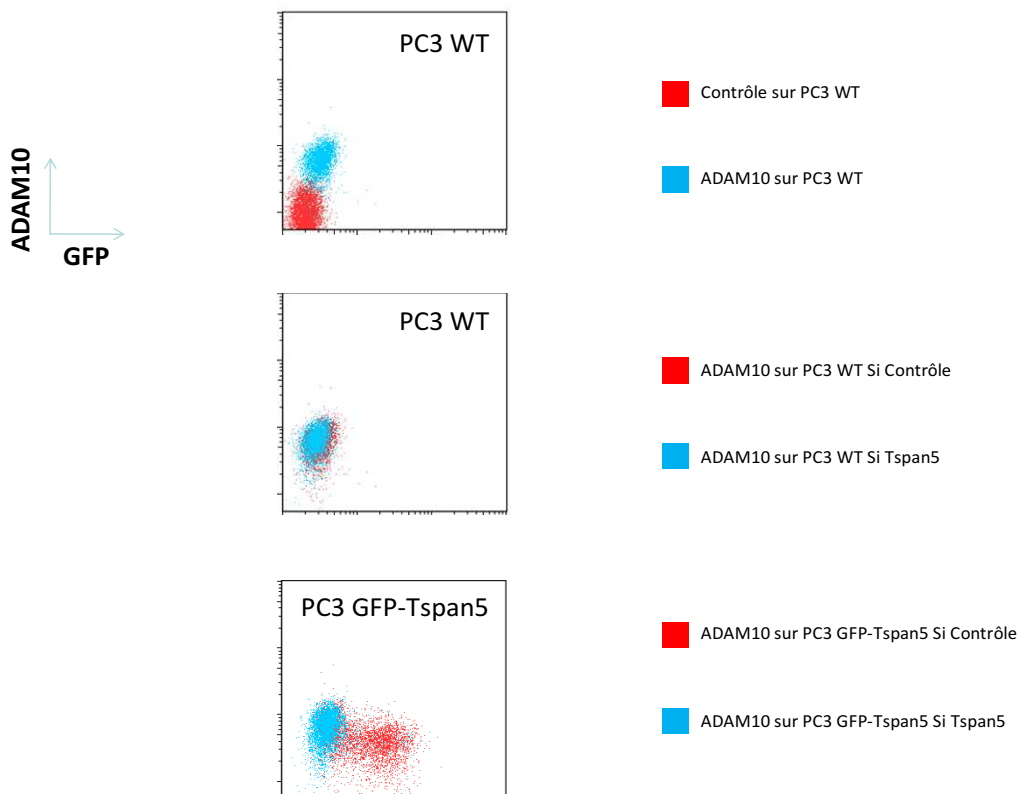 PC3 WT
Contrôle sur PC3 WT
ADAM10 sur PC3 WT
ADAM10
GFP
PC3 WT
ADAM10 sur PC3 WT Si Contrôle
ADAM10 sur PC3 WT Si Tspan5
PC3 GFP-Tspan5
ADAM10 sur PC3 GFP-Tspan5 Si Contrôle
ADAM10 sur PC3 GFP-Tspan5 Si Tspan5